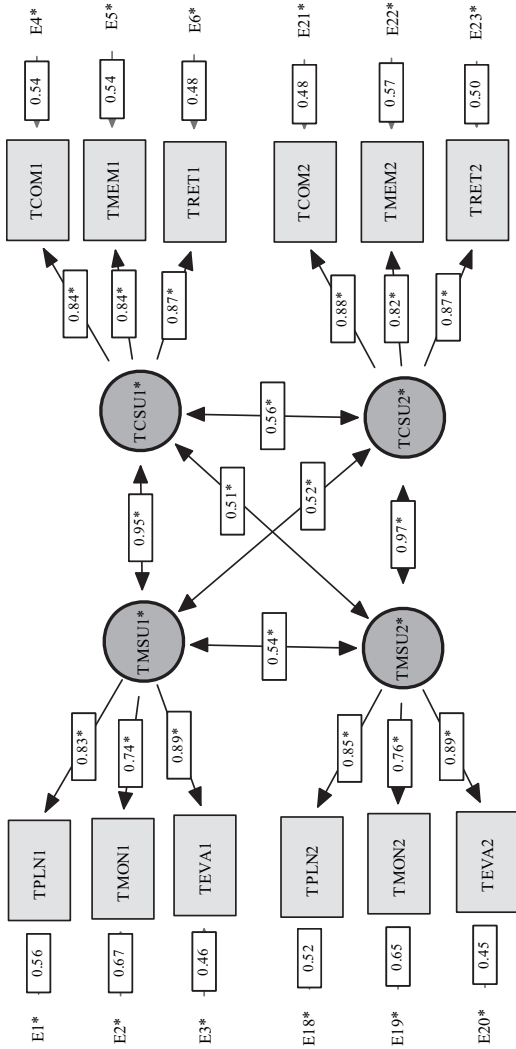 E4*
0.54
TCOM1
0.84*
E5*
0.54
TMEM1
0.84*
E6*
0.48
TRET1
0.87*
E21*
0.48
TCOM2
0.88*
E22*
0.57
TMEM2
0.82*
E23*
0.50
TRET2
0.87*
TCSU1*
0.56*
TCSU2*
0.95*
0.51*
0.52*
0.97*
TMSU1*
0.54*
TMSU2*
0.83*
TPLN1
0.56
E1*
0.74*
TMON1
0.67
E2*
0.89*
TEVA1
0.46
E3*
0.85*
TPLN2
0.52
E18*
0.76*
TMON2
0.65
E19*
0.89*
TEVA2
0.45
E20*